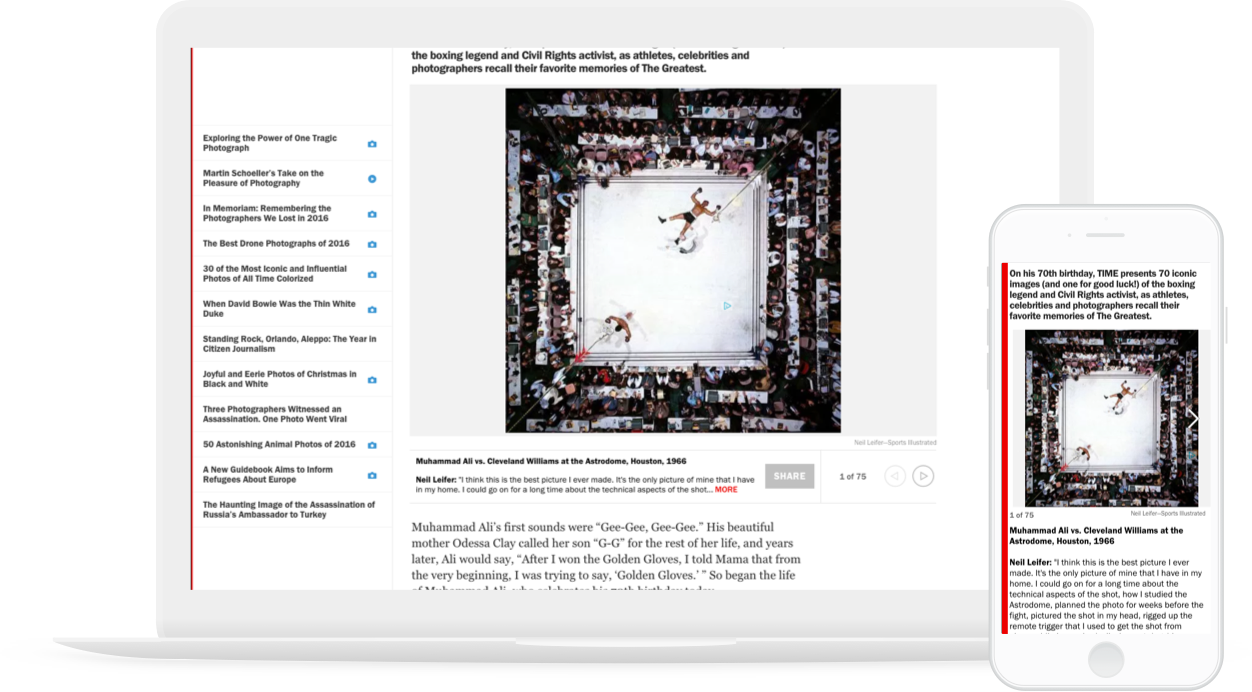 the boxing legend and Civil Rights activist, as athletes, celebrities and
photographers recall their favorite memories of The Greatest.
Exploring the Power of One Tragic
Photograph
Martin Schoeller's Take on the
Pleasure of Photography
In Memoriam: Remembering the
Photographers We Lost in 2016
The Best Drone Photographs of 2016
30 of the Most Iconic and Influential
Photos of All Time Colorized
When David Bowie Was the Thin White
Duke
Standing Rock, Orlando, Aleppo: The Year in
Citizen Journalism
Joyful and Eerie Photos of Christmas in
Black and White
Three Photographers Witnessed an
Assassination. One Photo Went Viral
50 Astonishing Animal Photos of 2016
A New Guidebook Aims to Inform
Refugees About Europe
The Haunting Image of the Assassination of
Russia's Ambassador to Turkey
Neil Leifer—Sports Illustrated
Muhammad Ali vs. Cleveland Williams at the Astrodome, Houston, 1966
Neil Leifer: "I think this is the best picture I ever made. It's the only picture of mine that I have
in my home. I could go on for a long time about the technical aspects of the shot... MORE
SHARE
1 of 75
Muhammad Ali's first sounds were “Gee-Gee, Gee-Gee.” His beautiful
mother Odessa Clay called her son “G-G” for the rest of her life, and years
later, Ali would say, “After I won the Golden Gloves, I told Mama that from
the very beginning, I was trying to say, ‘Golden Gloves.’ ” So began the life
of Muhammad Ali, who celebrates his 70th birthday today.
On his 70th birthday, TIME presents 70 iconic
images (and one for good luck!) of the boxing
legend and Civil Rights activist, as athletes,
celebrities and photographers recall their
favorite memories of The Greatest.
1 of 75
Neil Leifer—Sports Illustrated
Muhammad Ali vs. Cleveland Williams at the
Astrodome, Houston, 1966
Neil Leifer: "I think this is the best picture I ever
made. It's the only picture of mine that I have in my
home. I could go on for a long time about the
technical aspects of the shot, how I studied the
Astrodome, planned the photo for weeks before the
fight, pictured the shot in my head, rigged up the
remote trigger that I used to get the shot from